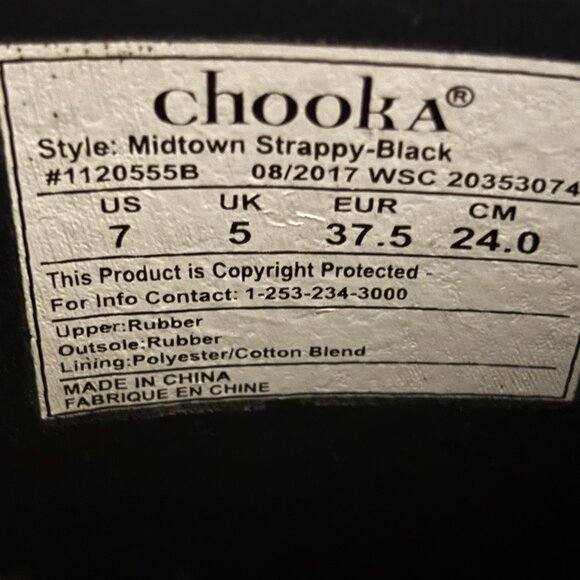 chooka®
Style: Midtown Strappy-Black
#1120555B 08/2017 WSC 20353074
US UK EUR CM
7 5 37.5 24.0
This Product is Copyright Protected -
For Info Contact: 1-253-234-3000
Upper:Rubber
Outsole:Rubber
Lining:Polyester/Cotton Blend
MADE IN CHINA
FABRIQUE EN CHINE